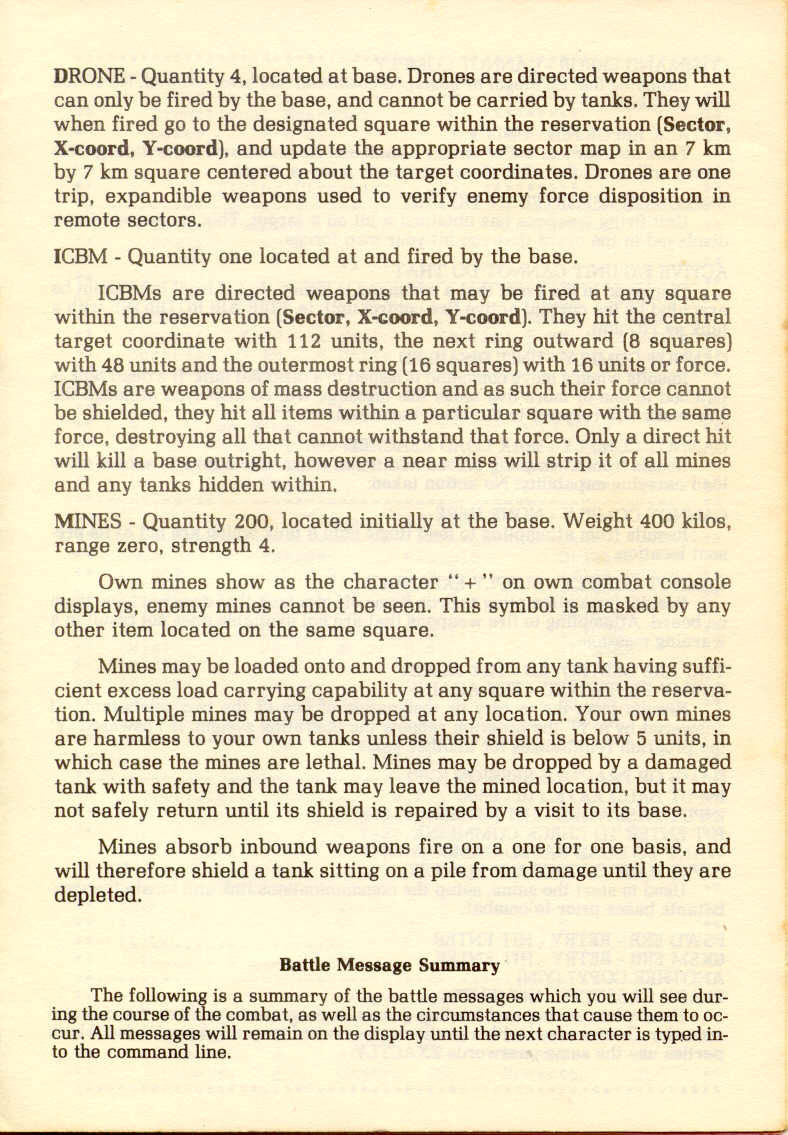 DRONE - Quantity 4, located at base. Drones are directed weapons that
can only be fired by the base, and cannot be carried by tanks. They will
when fired go to the designated square within the reservation (Sector,
X-coord, Y-coord), and update the appropriate sector map in an 7 km
by 7 km square centered about the target coordinates. Drones are one
trip, expandible weapons used to verify enemy force disposition in
remote sectors.
ICBM - Quantity one located at and fired by the base.
ICBMs are directed weapons that may be fired at any square
within the reservation (Sector, X-coord, Y-coord). They hit the central
target coordinate with 112 units, the next ring outward (8 squares)
with 48 units and the outermost ring (16 squares) with 16 units or force.
ICBMs are weapons of mass destruction and as such their force cannot
be shielded, they hit all items within a particular square with the same
force, destroying all that cannot withstand that force. Only a direct hit
will kill a base outright, however a near miss will strip it of all mines
and any tanks hidden within.
MINES - Quantity 200, located initially at the base. Weight 400 kilos,
range zero, strength 4.
Own mines show as the character "+" on own combat console
displays, enemy mines cannot be seen. This symbol is masked by any
other item located on the same square.
Mines may be loaded onto and dropped from any tank having suffi-
cient excess load carrying capability at any square within the reserva-
tion. Multiple mines may be dropped at any location. Your own mines
are harmless to your own tanks unless their shield is below 5 units, in
which case the mines are lethal. Mines may be dropped by a damaged
tank with safety and the tank may leave the mined location, but it may
not safely return until its shield is repaired by a visit to its base.
Mines absorb inbound weapons fire on a one for one basis, and
will therefore shield a tank sitting on a pile from damage until they are
depleted.
Battle Message Summary
The following is a summary of the battle messages which you will see dur-
ing the course of the combat, as well as the circumstances that cause them to oc-
cur. All messages will remain on the display until the next character is typed in-
to the command line.